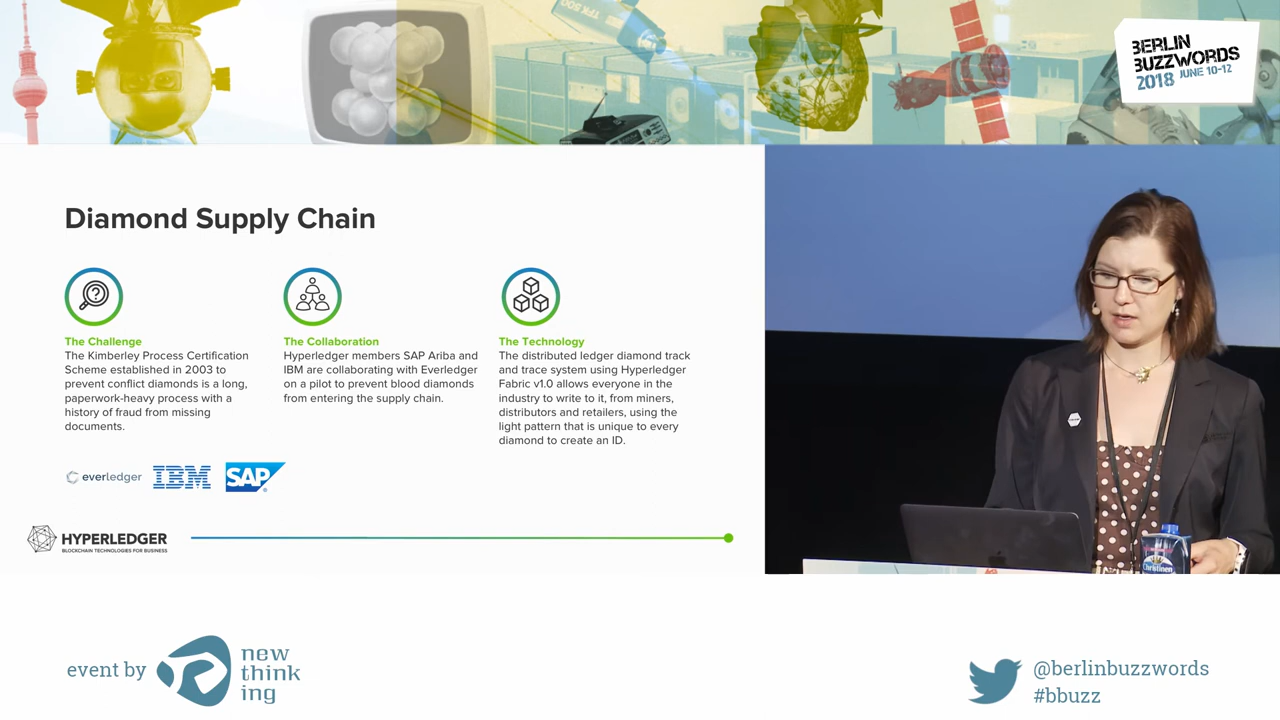 TFK 500
BERLIN
BUZZWORDS
2018 JUNE 10-12
Diamond Supply Chain
The Challenge
The Kimberley Process Certification
Scheme established in 2003 to
prevent conflict diamonds is a long,
paperwork-heavy process with a
history of fraud from missing
documents.
The Collaboration
Hyperledger members SAP Ariba and
IBM are collaborating with Everledger
on a pilot to prevent blood diamonds
from entering the supply chain.
The Technology
The distributed ledger diamond track
and trace system using Hyperledger
Fabric v1.0 allows everyone in the
industry to write to it, from miners,
distributors and retailers, using the
light pattern that is unique to every
diamond to create an ID.
everledger
IBM
SAP
HYPERLEDGER
BLOCKCHAIN TECHNOLOGIES FOR BUSINESS
Christinen
event by
new
think
ing
@berlinbuzzwords
#bbuzz